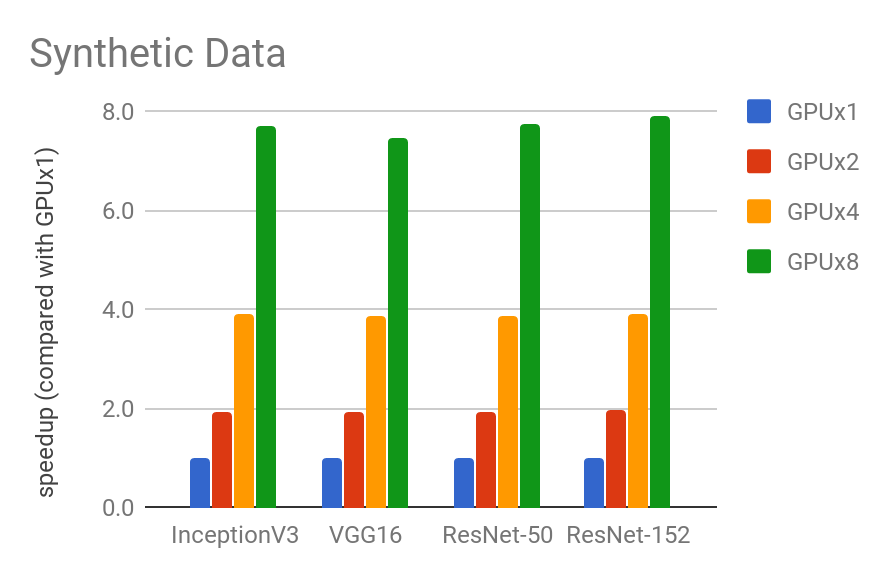 Synthetic Data
speedup (compared with GPUx1)
8.0
6.0
4.0
2.0
0.0
InceptionV3
VGG16
ResNet-50
ResNet-152
GPUx1
GPUx2
GPUx4
GPUx8